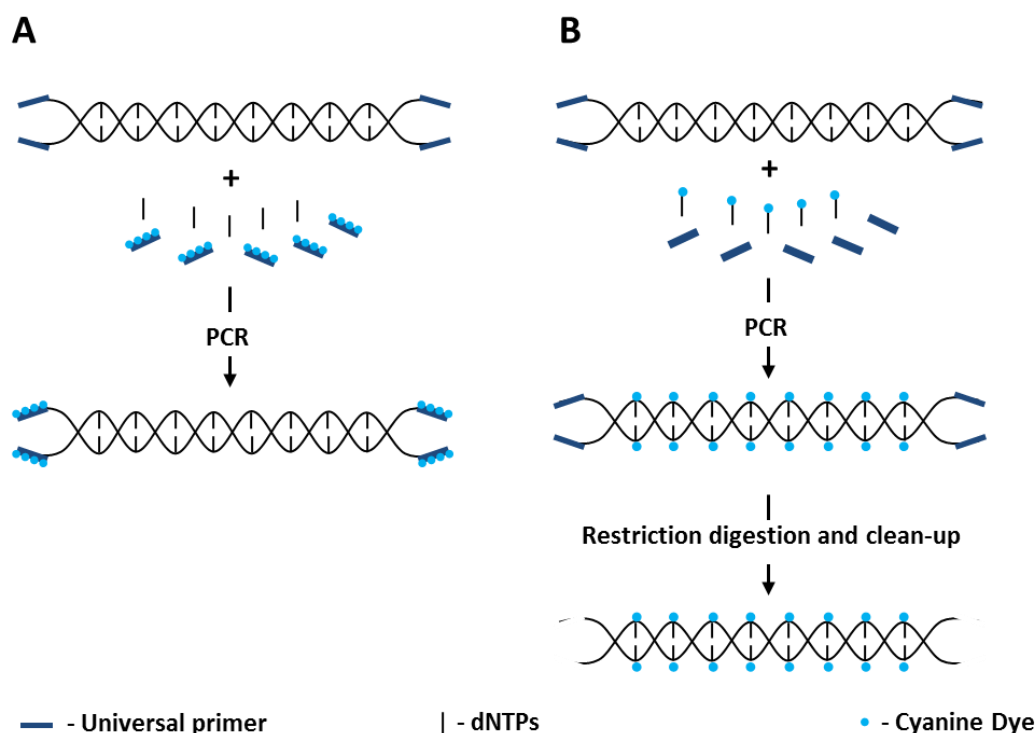 A
B
+
+
PCR
PCR
Restriction digestion and clean-up
- Universal primer
- dNTPs
- Cyanine Dye